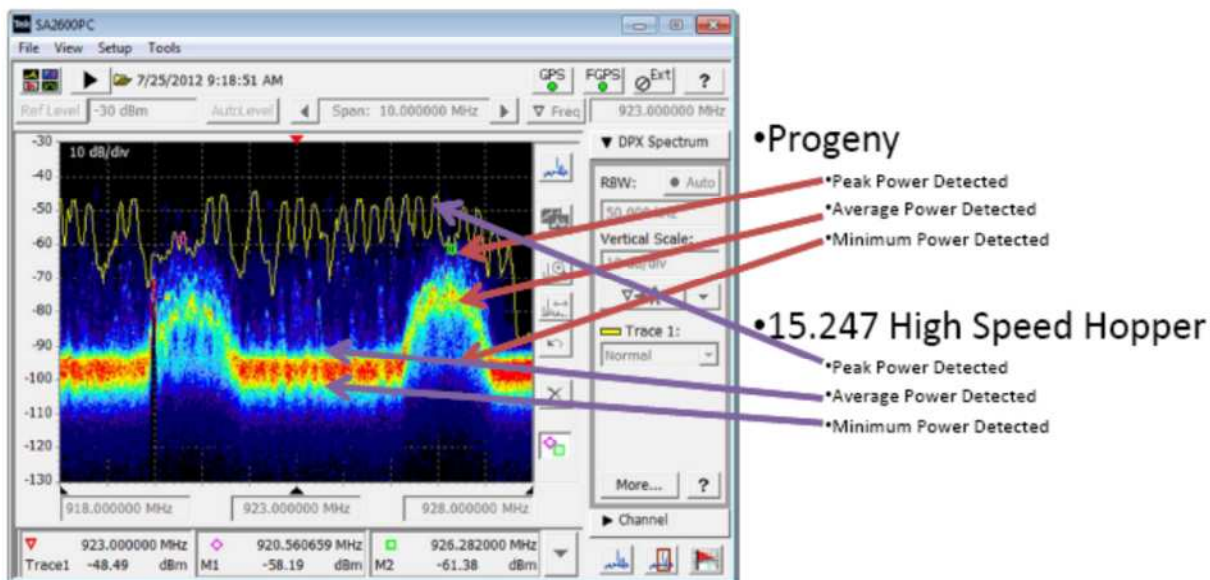 Tek SA2600PC
File View Setup Tools
7/25/2012 9:18:51 AM
GPS FGPS Ext ?
Ref Level -30 dBm AutoLevel Span: 10.000000 MHz Freq 923.000000 MHz
-30
10 dB/div
-40
-50
-60
-70
-80
-90
-100
-110
-120
-130
918.000000 MHz 923.000000 MHz 928.000000 MHz
DPX Spectrum
RBW: Auto
Vertical Scale:
10 dB/div
Trace 1:
Normal
More... ?
Channel
923.000000 MHz 920.560659 MHz 926.282000 MHz
Trace1 -48.49 dBm M1 -58.19 dBm M2 -61.38 dBm
•Progeny
•Peak Power Detected
•Average Power Detected
•Minimum Power Detected
•15.247 High Speed Hopper
•Peak Power Detected
•Average Power Detected
•Minimum Power Detected